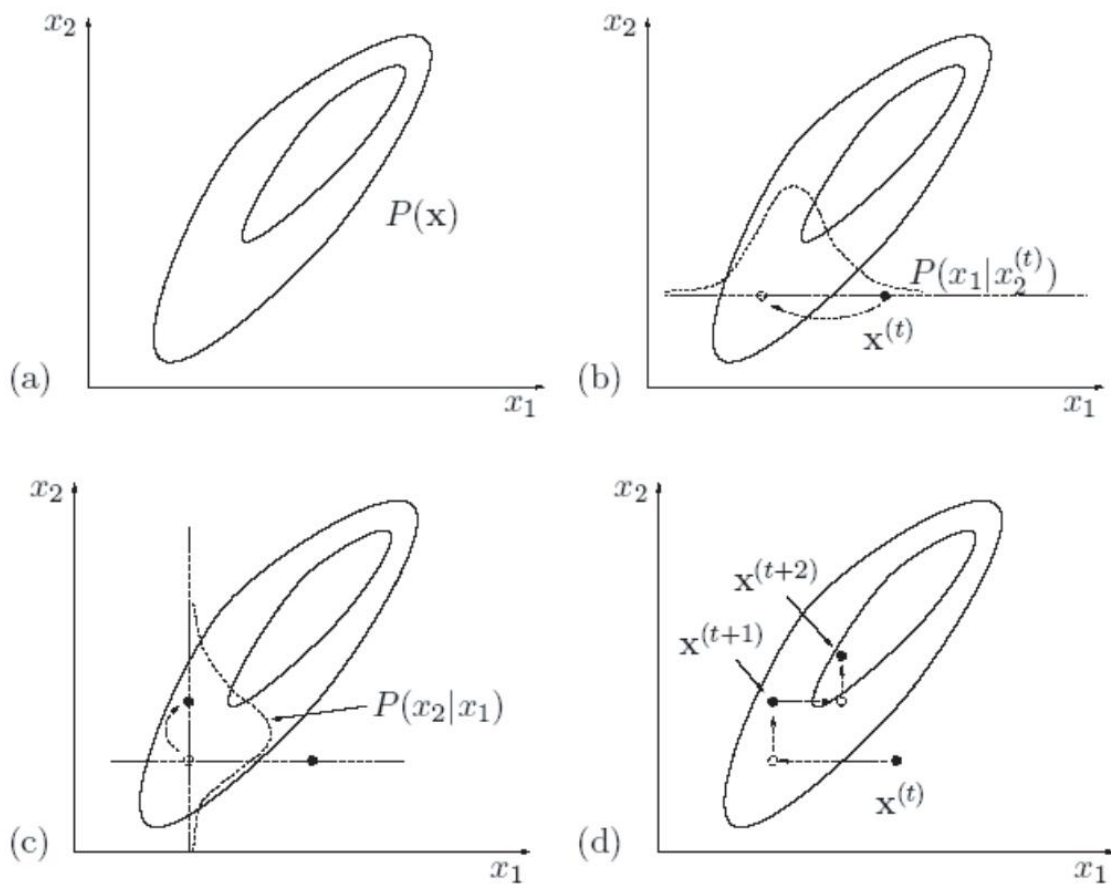 x₂
P(x)
(a)
x₁
x₂
P(x₁|x₂⁽ᵗ⁾)
x⁽ᵗ⁾
(b)
x₁
x₂
P(x₂|x₁)
(c)
x₁
x₂
x⁽ᵗ⁺²⁾
x⁽ᵗ⁺¹⁾
x⁽ᵗ⁾
(d)
x₁